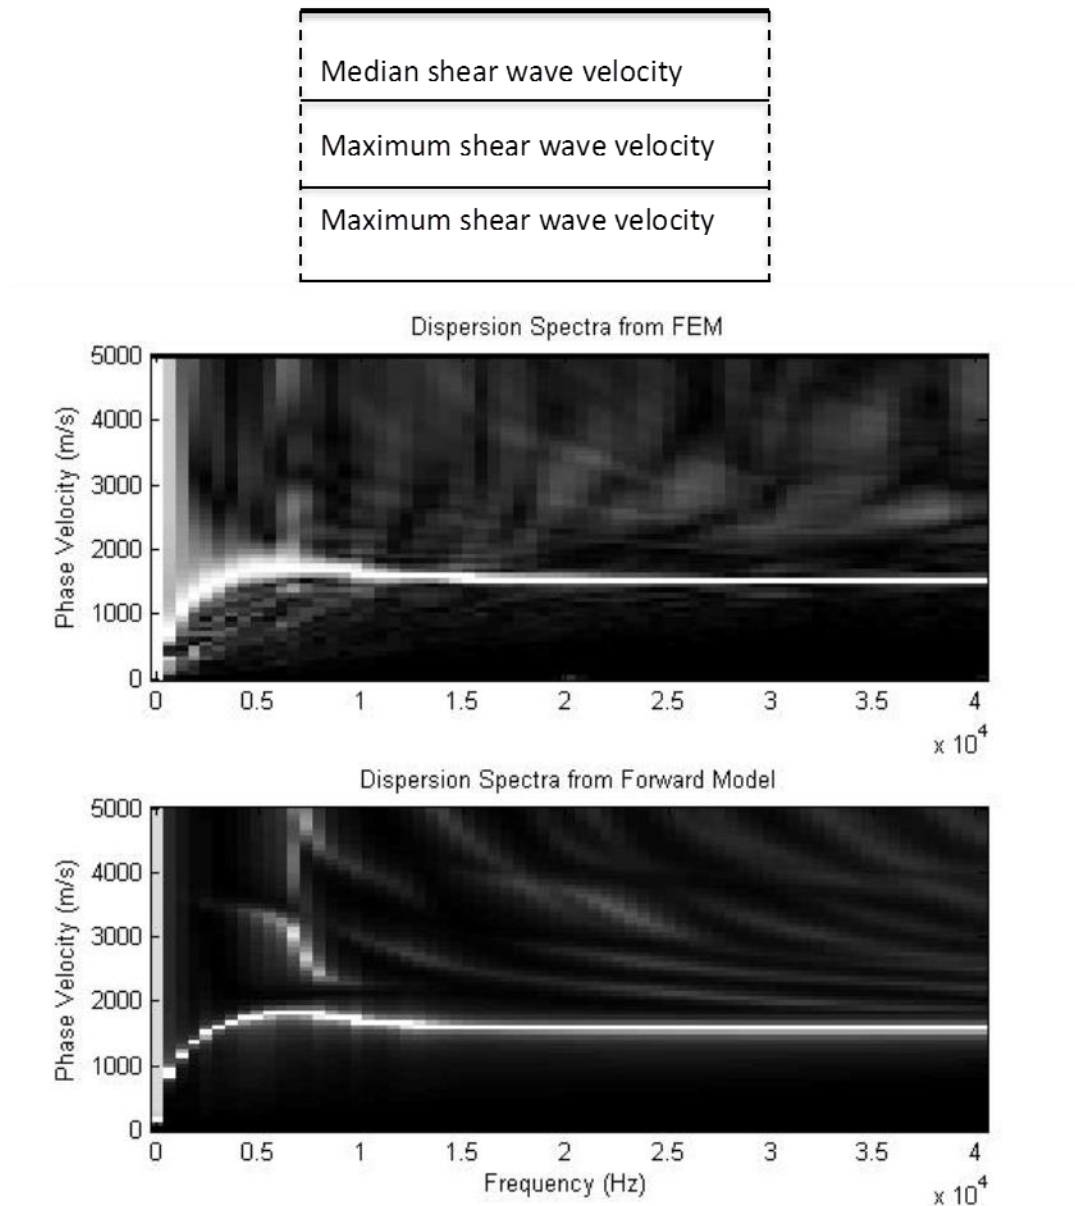 Median shear wave velocity
Maximum shear wave velocity
Maximum shear wave velocity
Dispersion Spectra from FEM
Phase Velocity (m/s)
5000
4000
3000
2000
1000
0
0 0.5 1 1.5 2 2.5 3 3.5 4
x 10^4
Dispersion Spectra from Forward Model
Phase Velocity (m/s)
5000
4000
3000
2000
1000
0
0 0.5 1 1.5 2 2.5 3 3.5 4
Frequency (Hz)
x 10^4